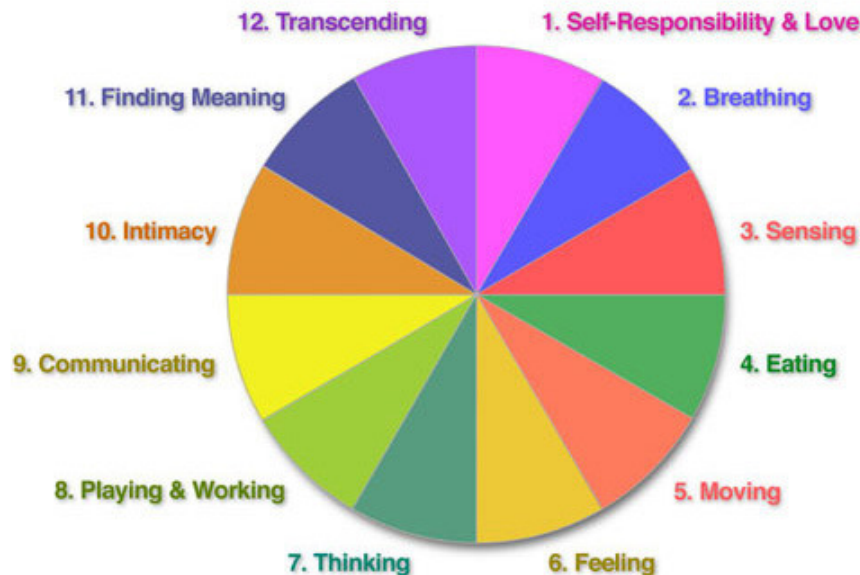 12. Transcending
1. Self-Responsibility & Love
11. Finding Meaning
2. Breathing
10. Intimacy
3. Sensing
9. Communicating
4. Eating
8. Playing & Working
5. Moving
7. Thinking
6. Feeling